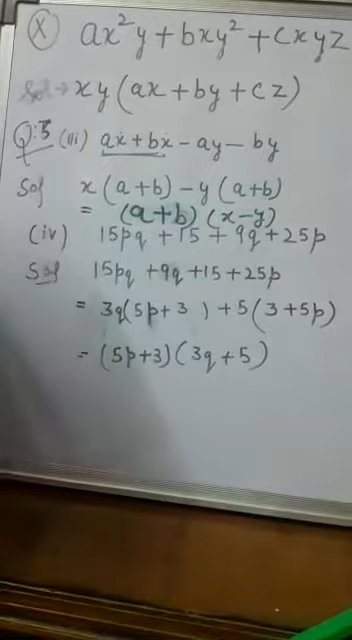 (X) ax²y + bxy² + cxyz
Sol → xy (ax + by + cz)
Q:3 (iii) ax + bx - ay - by
Sol x (a+b) - y (a+b)
= (a+b) (x-y)
(iv) 15pq + 15 + 9q + 25p
Sol 15pq + 9q + 15 + 25p
= 3q(5p+3) + 5(3+5p)
= (5p+3)(3q+5)